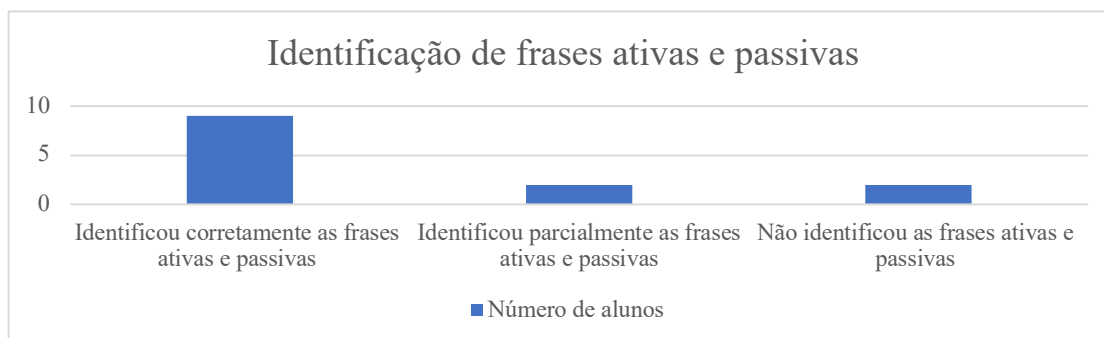 Identificação de frases ativas e passivas
10
5
0
Identificou corretamente as frases
ativas e passivas
Identificou parcialmente as frases
ativas e passivas
Não identificou as frases ativas e
passivas
Número de alunos